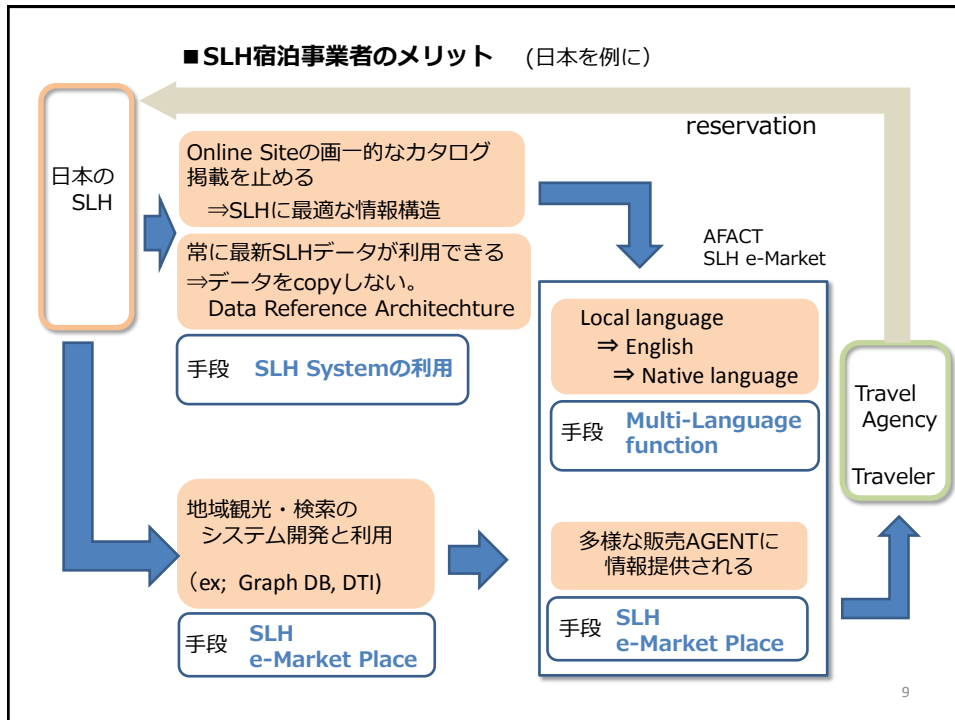 ■SLH宿泊事業者のメリット (日本を例に）
reservation
日本の
SLH
Online Siteの画一的なカタログ
掲載を止める
⇒SLHに最適な情報構造
常に最新SLHデータが利用できる
⇒データをcopyしない。
Data Reference Architechture
手段 SLH Systemの利用
AFACT
SLH e-Market
Local language
⇒ English
⇒ Native language
手段 Multi-Language
function
Travel
Agency
Traveler
地域観光・検索の
システム開発と利用
（ex; Graph DB, DTI)
手段 SLH
e-Market Place
多様な販売AGENTに
情報提供される
手段 SLH
e-Market Place
9